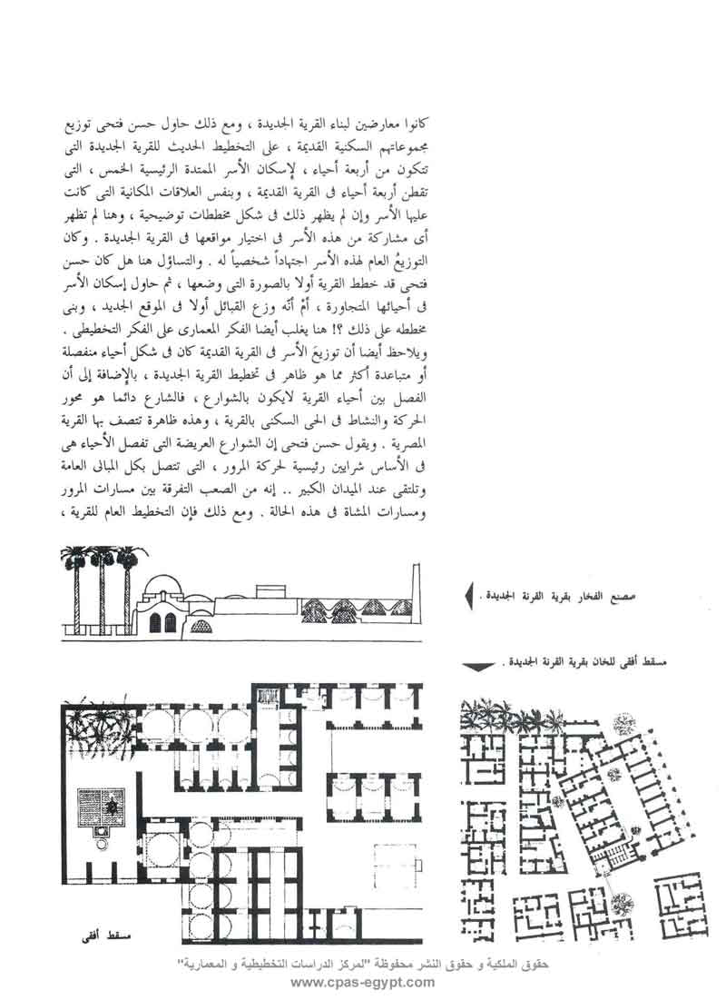 كانوا معارضين لبناء القرية الجديدة ، ومع ذلك حاول حسن فتحى توزيع
مجموعاتهم السكنية القديمة ، على التخطيط الحديث للقرية الجديدة التى
تتكون من أربعة أحياء ، لإسكان الأسر الممتدة الرئيسية الخمس ، التى
تقطن أربعة أحياء فى القرية القديمة ، وبنفس العلاقات المكانية التى كانت
عليها الأسر وإن لم يظهر ذلك فى شكل مخططات توضيحية ، وهنا لم تظهر
أى مشاركة من هذه الأسر فى اختيار مواقعها فى القرية الجديدة . وكان
التوزيعُ العام لهذه الأسر اجتهاداً شخصياً له . والتساؤل هنا هل كان حسن
فتحى قد خطط القرية أولا بالصورة التى وضعها ، ثم حاول إسكان الأسر
فى أحيائها المتجاورة ، أمْ أنّه وزع القبائل أولا فى الموقع الجديد ، وبنى
مخططه على ذلك ؟! هنا يغلب أيضا الفكر المعمارى على الفكر التخطيطى .
ويلاحظ أيضا أن توزيعَ الأسر فى القرية القديمة كان فى شكل أحياء منفصلة
أو متباعدة أكثر مما هو ظاهر فى تخطيط القرية الجديدة ، بالإضافة إلى أن
الفصل بين أحياء القرية لايكون بالشوارع ، فالشارع دائما هو محور
الحركة والنشاط فى الحى السكنى بالقرية ، وهذه ظاهرة تتصف بها القرية
المصرية . ويقول حسن فتحى إن الشوارع العريضة التى تفصل الأحياء هى
فى الأساس شرايين رئيسية لحركة المرور ، التى تتصل بكل المبانى العامة
وتلتقى عند الميدان الكبير .. إنه من الصعب التفرقة بين مسارات المرور
ومسارات المشاة فى هذه الحالة . ومع ذلك فإن التخطيط العام للقرية ،
مصنع الفخار بقرية القرنة الجديدة .
مسقط أفقى للخان بقرية القرنة الجديدة .
مسقط أفقى
حقوق الملكية و حقوق النشر محفوظة "لمركز الدراسات التخطيطية و المعمارية"
www.cpas-egypt.com